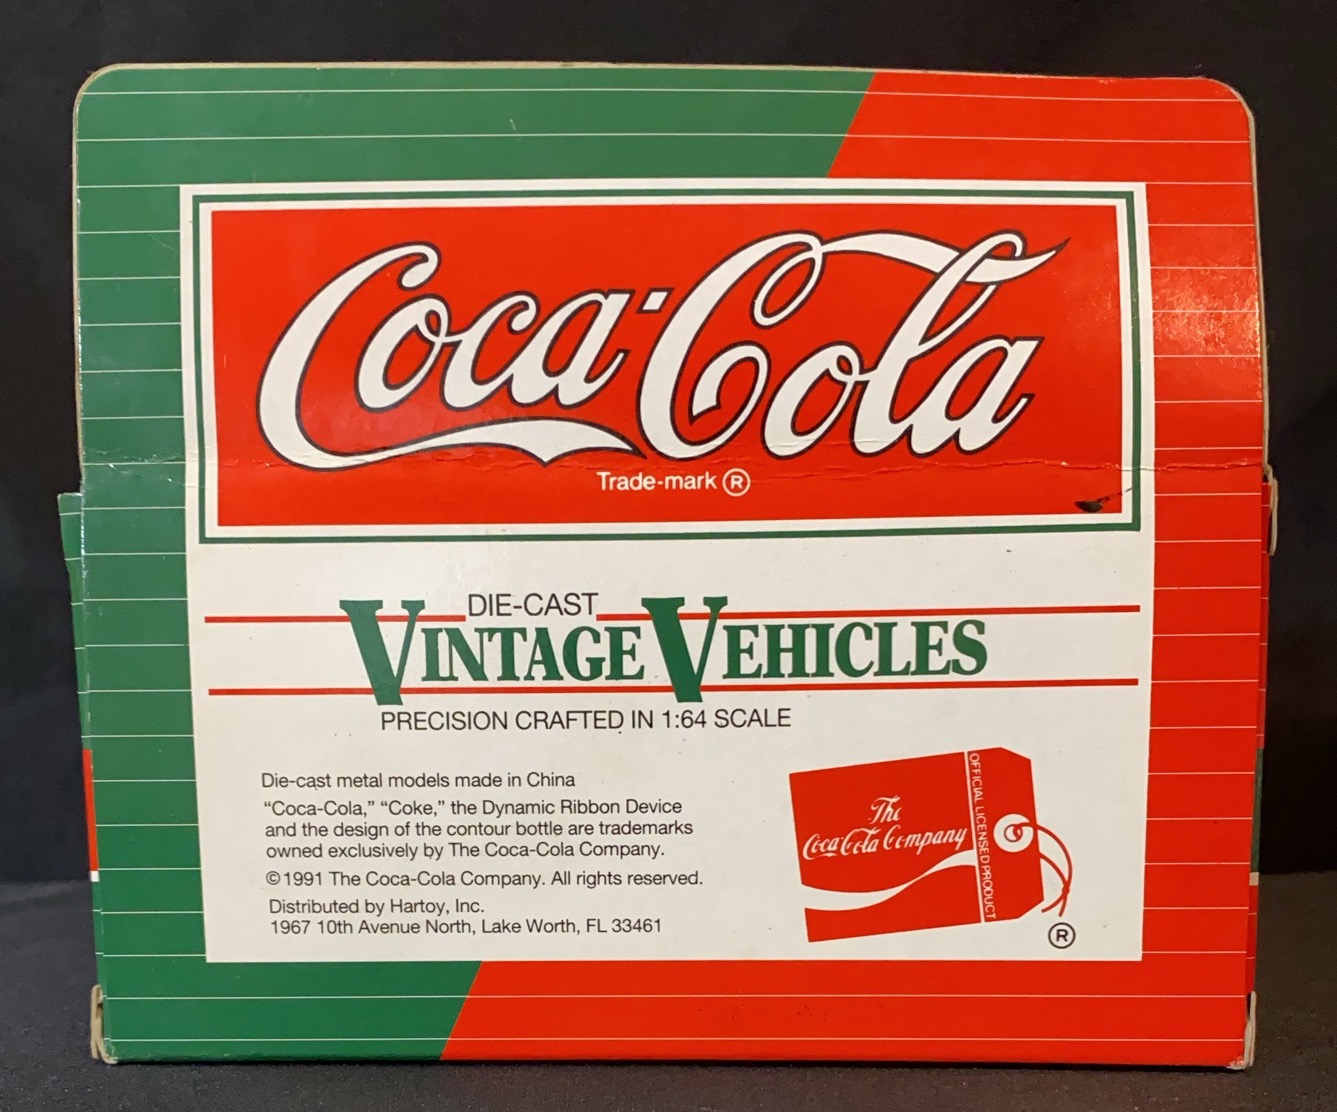 Coca-Cola
Trade-mark ®
DIE-CAST
VINTAGE VEHICLES
PRECISION CRAFTED IN 1:64 SCALE
Die-cast metal models made in China
“Coca-Cola,” “Coke,” the Dynamic Ribbon Device
and the design of the contour bottle are trademarks
owned exclusively by The Coca-Cola Company.
©1991 The Coca-Cola Company. All rights reserved.
Distributed by Hartoy, Inc.
1967 10th Avenue North, Lake Worth, FL 33461
The
Coca-Cola Company
OFFICIAL LICENSED PRODUCT
®